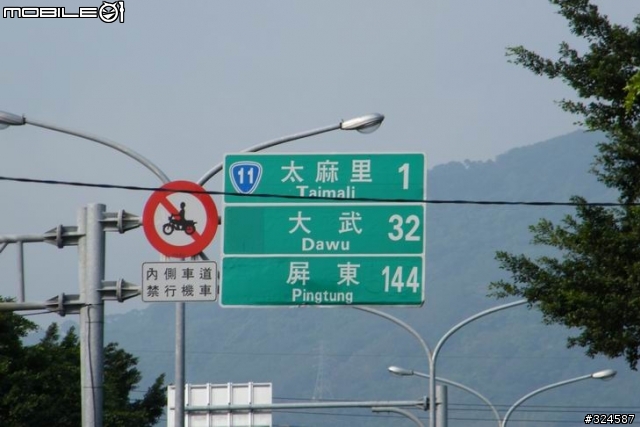 MOBILE01
11
太麻里 1
Taimali
大武 32
Dawu
屏東 144
Pingtung
內側車道
禁行機車
#324587